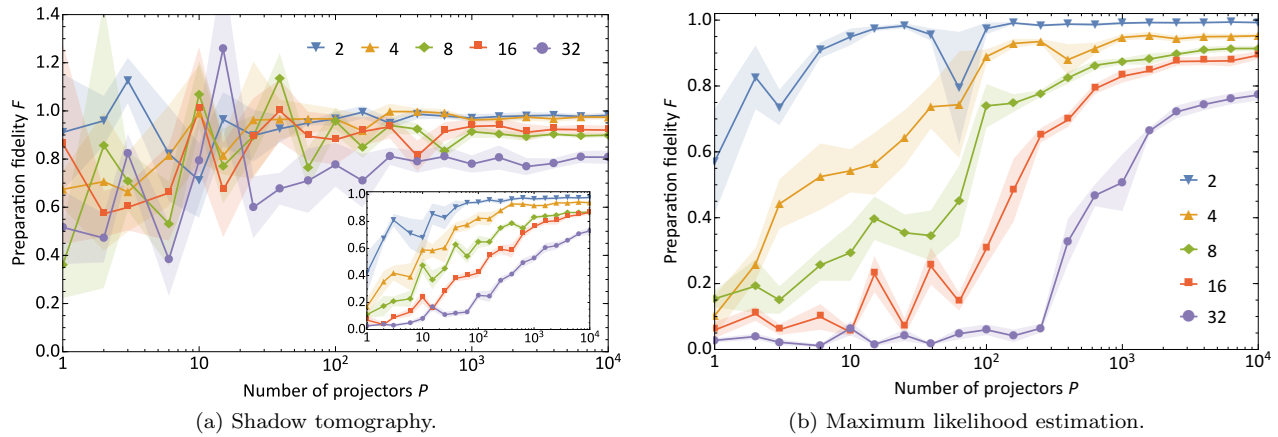 1.4
1.2
1.0
0.8
0.6
0.4
0.2
0.0
Preparation fidelity F
2 4 8 16 32
1.0
0.8
0.6
0.4
0.2
0.0
1 10 10² 10³ 10⁴
1 10 10² 10³ 10⁴
Number of projectors P
(a) Shadow tomography.
1.0
0.8
0.6
0.4
0.2
0.0
Preparation fidelity F
2
4
8
16
32
1 10 10² 10³ 10⁴
Number of projectors P
(b) Maximum likelihood estimation.